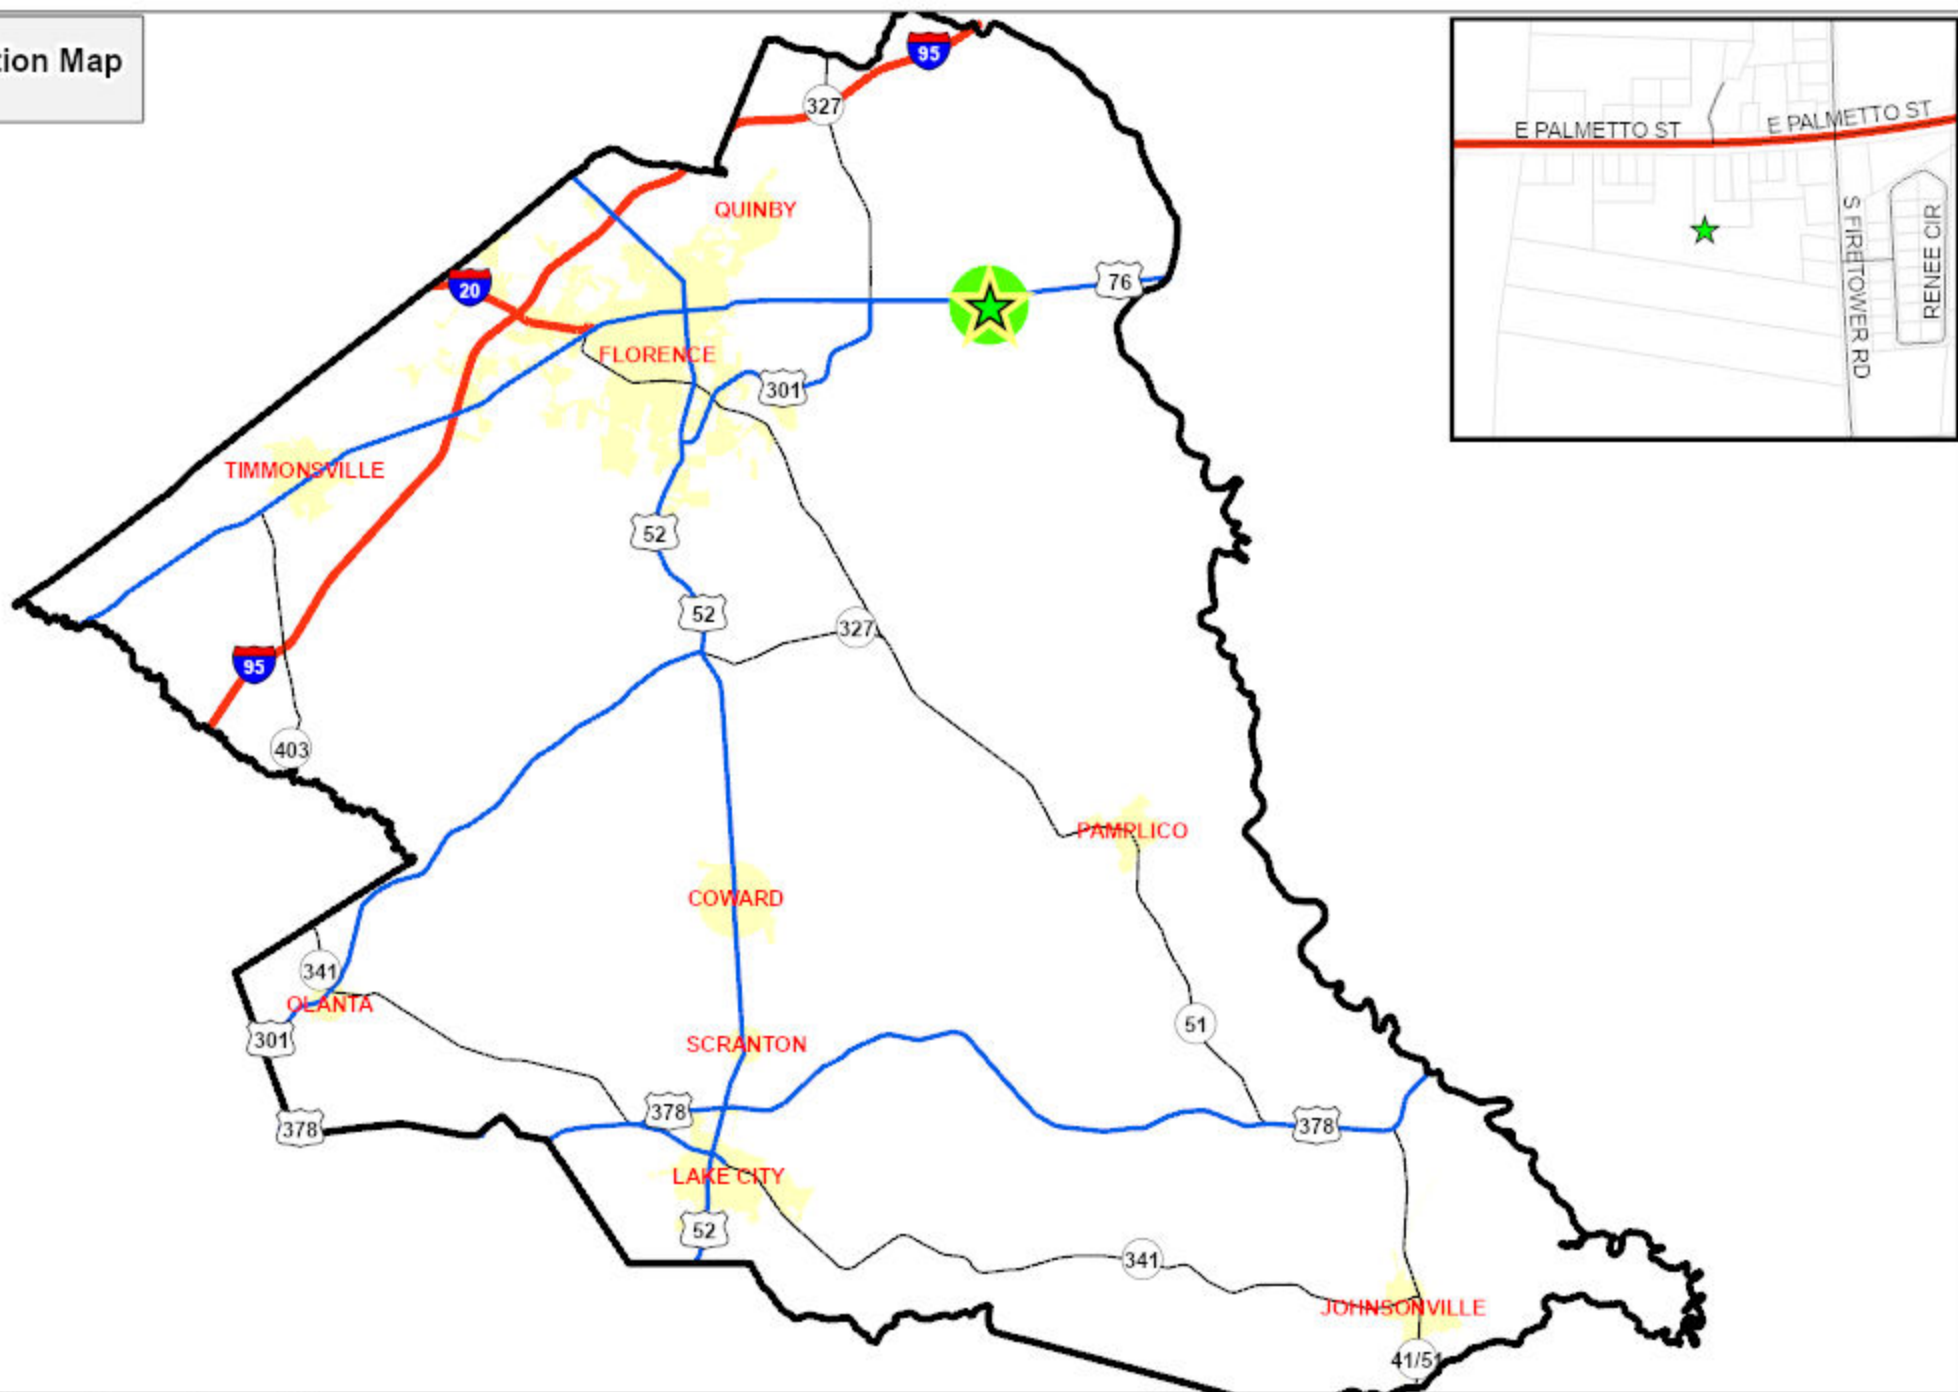 tion Map
95
327
E PALMETTO ST
E PALMETTO ST
QUINBY
S FIRETOWER RD
RENEE CIR
20
76
FLORENCE
301
TIMMONSVILLE
52
52
327
95
403
PAMPLICO
COWARD
341
OLANTA
301
51
SCRANTON
378
378
378
LAKE CITY
52
341
JOHNSONVILLE
41/51